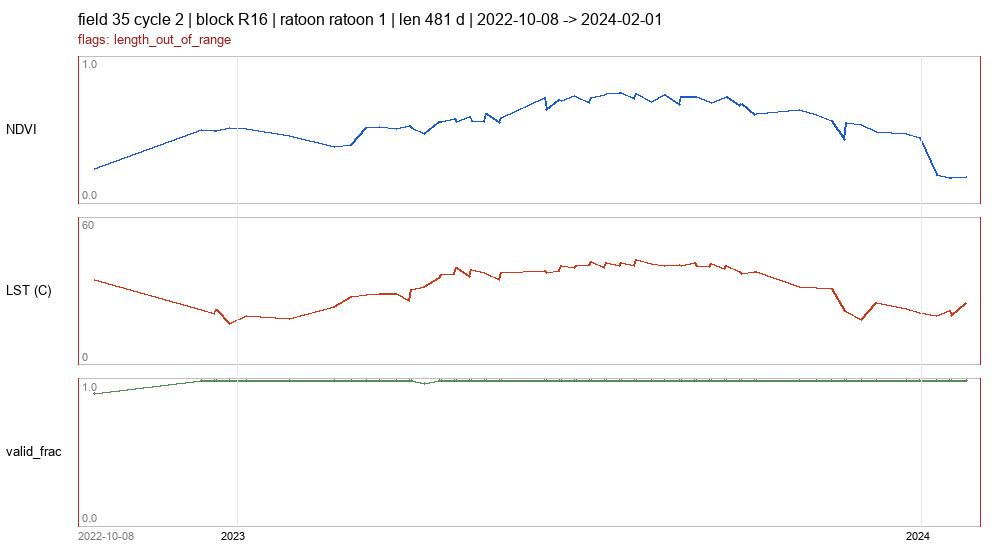 field 35 cycle 2 | block R16 | ratoon ratoon 1 | len 481 d | 2022-10-08 -> 2024-02-01
flags: length_out_of_range
1.0
NDVI
0.0
60
LST (C)
0
1.0
valid_frac
0.0
2022-10-08 2023 2024